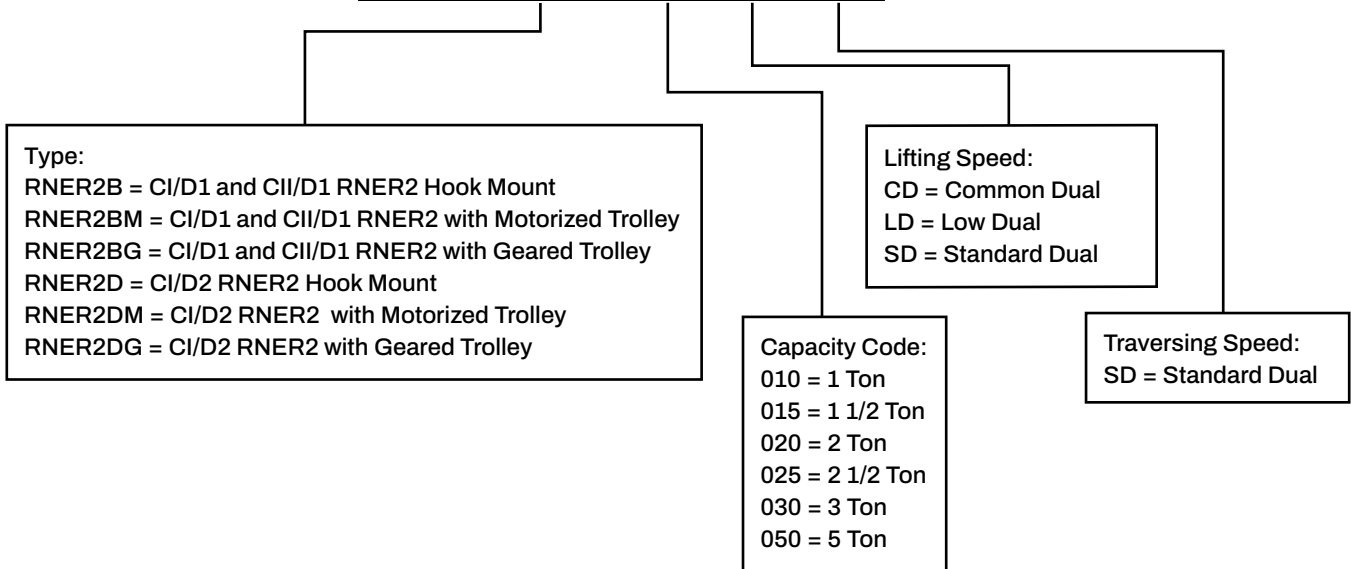 Type:
RNER2B = CI/D1 and CII/D1 RNER2 Hook Mount
RNER2BM = CI/D1 and CII/D1 RNER2 with Motorized Trolley
RNER2BG = CI/D1 and CII/D1 RNER2 with Geared Trolley
RNER2D = CI/D2 RNER2 Hook Mount
RNER2DM = CI/D2 RNER2 with Motorized Trolley
RNER2DG = CI/D2 RNER2 with Geared Trolley
Capacity Code:
010 = 1 Ton
015 = 1 1/2 Ton
020 = 2 Ton
025 = 2 1/2 Ton
030 = 3 Ton
050 = 5 Ton
Lifting Speed:
CD = Common Dual
LD = Low Dual
SD = Standard Dual
Traversing Speed:
SD = Standard Dual